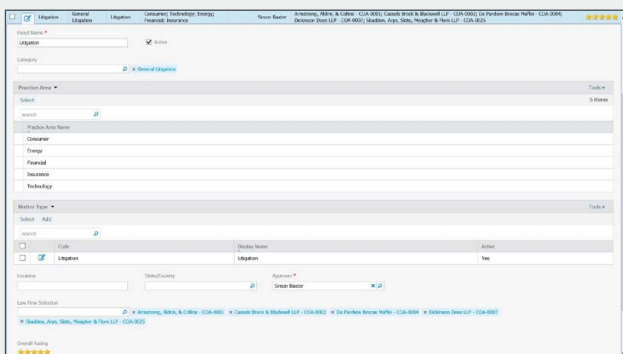 Litigation General Litigation Litigation Consumer; Technology; Energy; Financial; Insurance Simon Baxter Armstrong, Aldrin, & Collins - COA-0001; Cassels Brock & Blackwell LLP - COA-0002; De Pardieu Brocas Maffei - COA-0004; Dickinson Dees LLP - COA-0007; Skadden, Arps, Slate, Meagher & Flom LLP - COA-0025
Panel Name *
Litigation Active
Category
× General Litigation
Practice Area Tools
Select 5 Items
search
Practice Area Name
Consumer
Energy
Financial
Insurance
Technology
Matter Type Tools
Select Add
search
Code Display Name Active
Litigation Litigation Yes
Location State/Country Approver *
Simon Baxter ×
Law Firm Selection
× Armstrong, Aldrin, & Collins - COA-0001 × Cassels Brock & Blackwell LLP - COA-0002 × De Pardieu Brocas Maffei - COA-0004 × Dickinson Dees LLP - COA-0007
× Skadden, Arps, Slate, Meagher & Flom LLP - COA-0025
Overall Rating